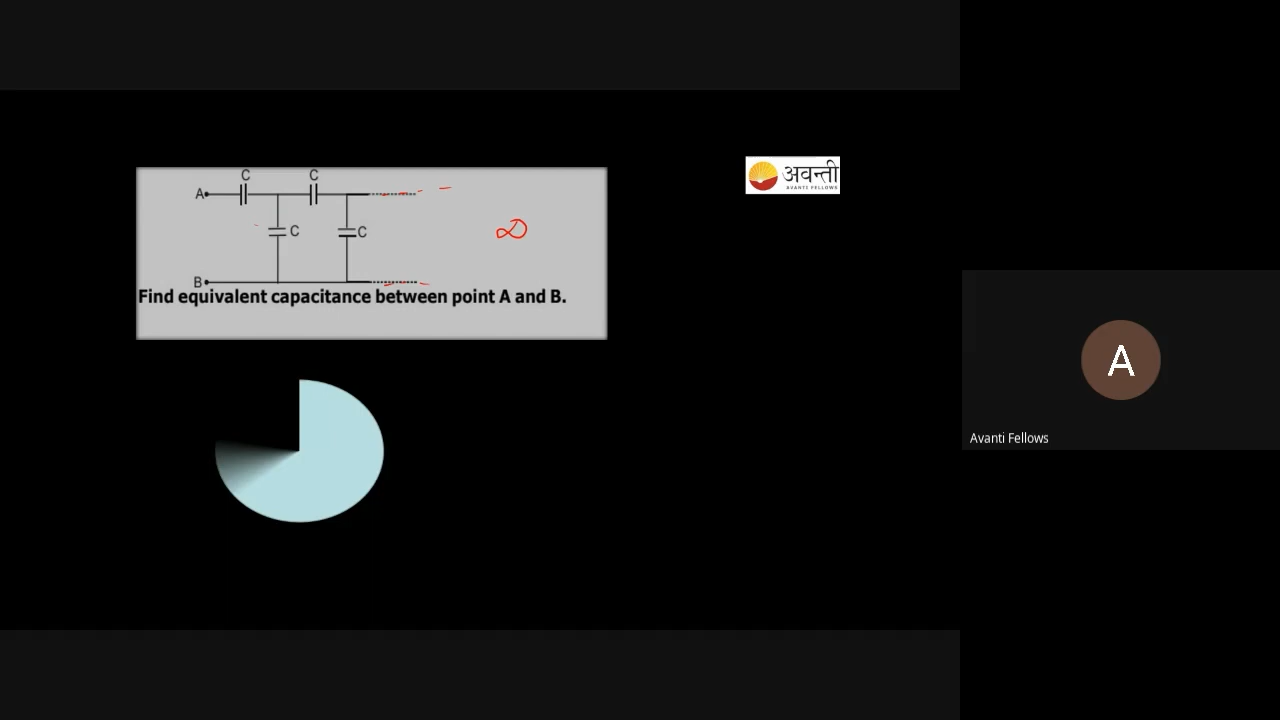 C C
A
C C
∞
B
Find equivalent capacitance between point A and B.
अवन्ती
AVANTI FELLOWS
A
Avanti Fellows